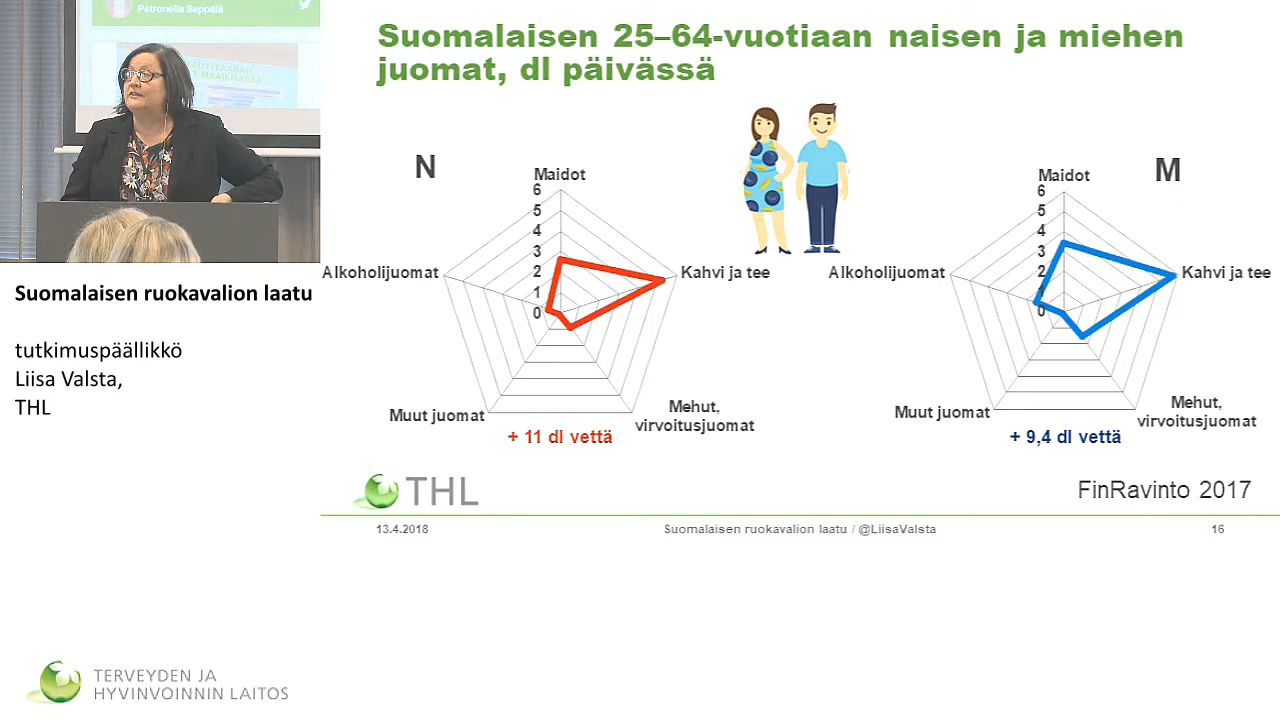 Petronella Seppälä
Suomalaisen 25–64-vuotiaan naisen ja miehen
juomat, dl päivässä
N
Maidot
6
5
4
3
2
1
0
Kahvi ja tee
Mehut,
virvoitusjuomat
Muut juomat
Alkoholijuomat
+ 11 dl vettä
M
Maidot
6
5
4
3
2
1
0
Kahvi ja tee
Mehut,
virvoitusjuomat
Muut juomat
Alkoholijuomat
+ 9,4 dl vettä
THL
FinRavinto 2017
13.4.2018
Suomalaisen ruokavalion laatu / @LiisaValsta
16
Suomalaisen ruokavalion laatu
tutkimuspäällikkö
Liisa Valsta,
THL
TERVEYDEN JA
HYVINVOINNIN LAITOS